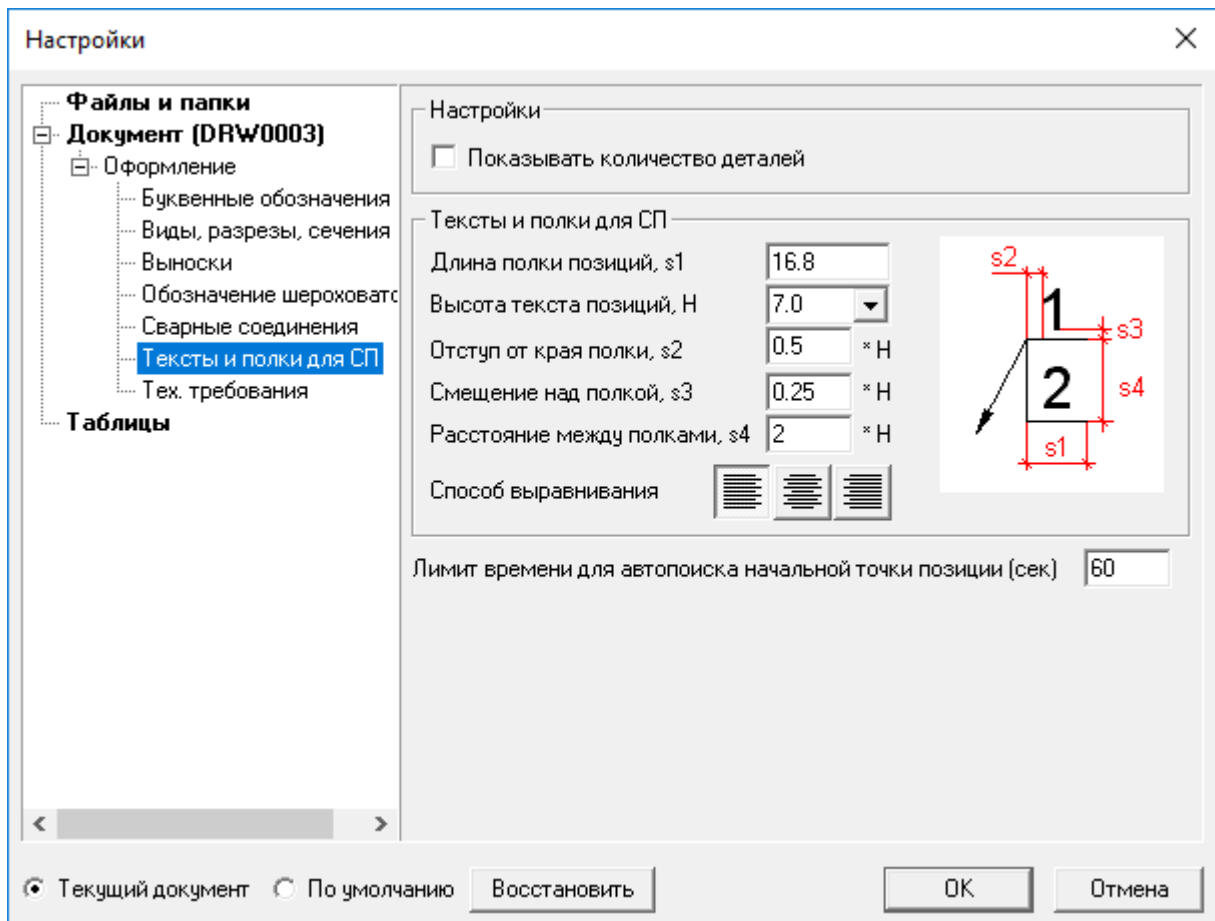 Настройки
Файлы и папки
Документ (DRW0003)
Оформление
Буквенные обозначения
Виды, разрезы, сечения
Выноски
Обозначение шероховатс
Сварные соединения
Тексты и полки для СП
Тех. требования
Таблицы
Настройки
Показывать количество деталей
Тексты и полки для СП
Длина полки позиций, s1 16.8
Высота текста позиций, H 7.0
Отступ от края полки, s2 0.5 * H
Смещение над полкой, s3 0.25 * H
Расстояние между полками, s4 2 * H
Способ выравнивания
s2
1
s3
2
s4
s1
Лимит времени для автопоиска начальной точки позиции (сек) 60
Текущий документ По умолчанию Восстановить OK Отмена